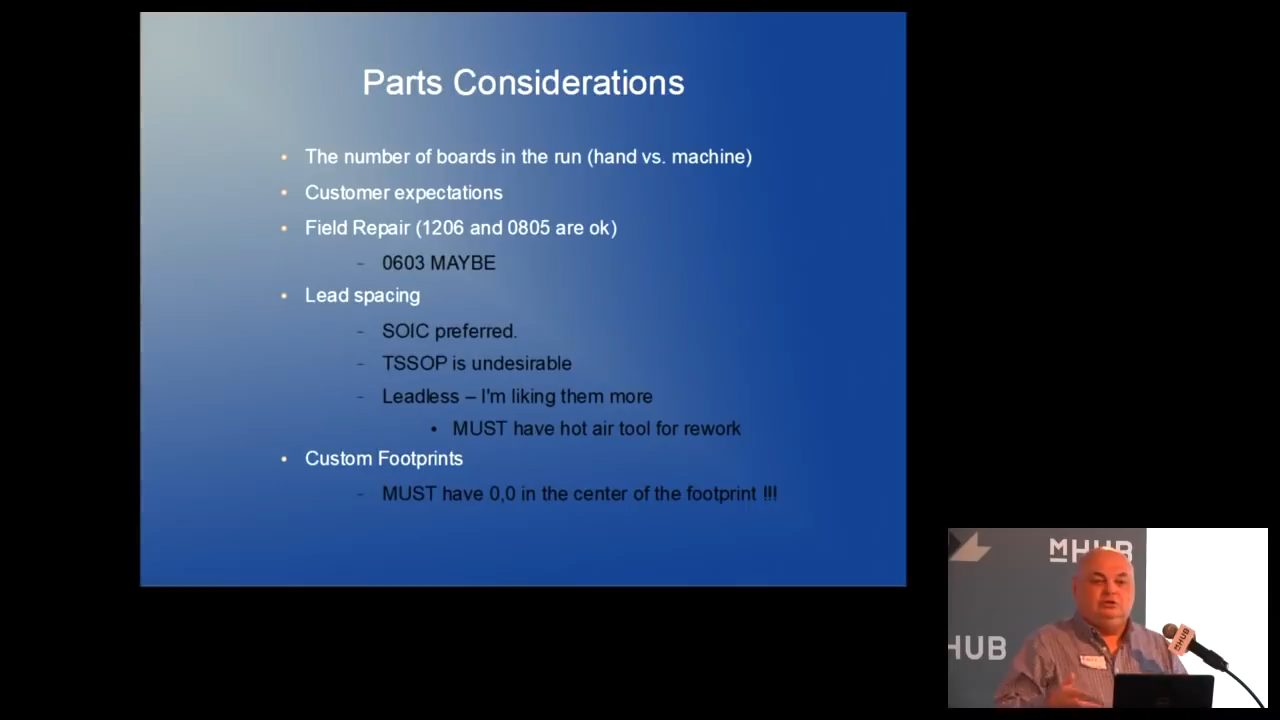 Parts Considerations
• The number of boards in the run (hand vs. machine)
• Customer expectations
• Field Repair (1206 and 0805 are ok)
– 0603 MAYBE
• Lead spacing
– SOIC preferred.
– TSSOP is undesirable
– Leadless – I'm liking them more
• MUST have hot air tool for rework
• Custom Footprints
– MUST have 0,0 in the center of the footprint !!!
MHUB
HUB
MHUB